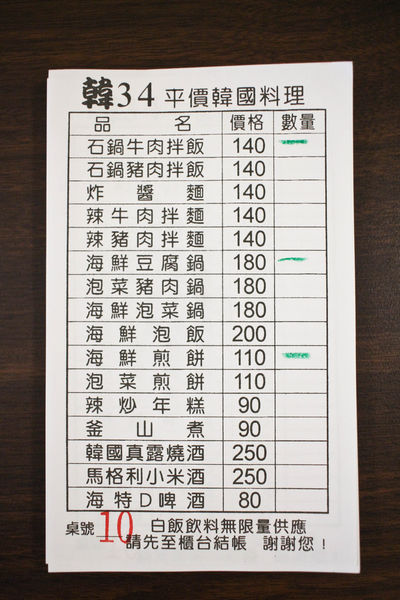 韓34 平價韓國料理
品名 價格 數量
石鍋牛肉拌飯 140
石鍋豬肉拌飯 140
炸醬麵 140
辣牛肉拌麵 140
辣豬肉拌麵 140
海鮮豆腐鍋 180
泡菜豬肉鍋 180
海鮮泡菜鍋 180
海鮮泡飯 200
海鮮煎餅 110
泡菜煎餅 110
辣炒年糕 90
釜山煮 90
韓國真露燒酒 250
馬格利小米酒 250
海特D啤酒 80
桌號 10 白飯飲料無限量供應
請先至櫃台結帳 謝謝您！